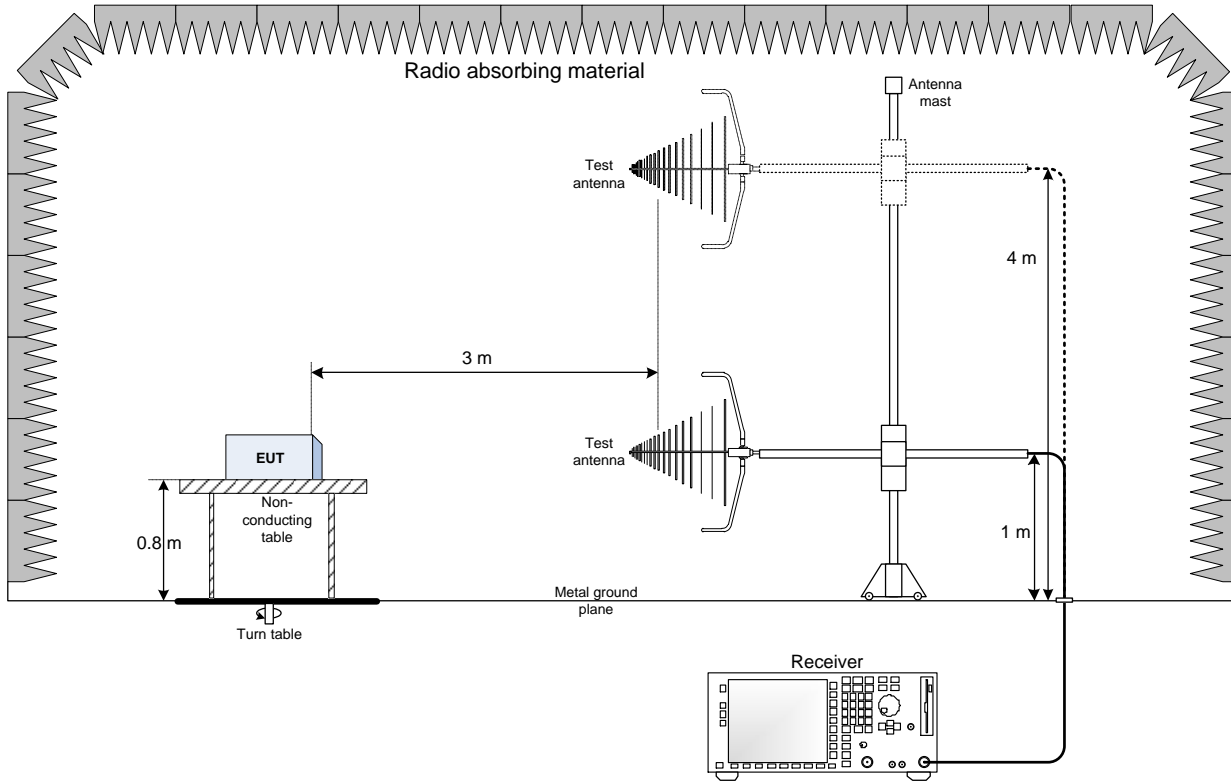 Radio absorbing material
Antenna
mast
Test
antenna
4 m
3 m
Test
antenna
EUT
Non-
conducting
table
0.8 m
1 m
Metal ground
plane
Turn table
Receiver